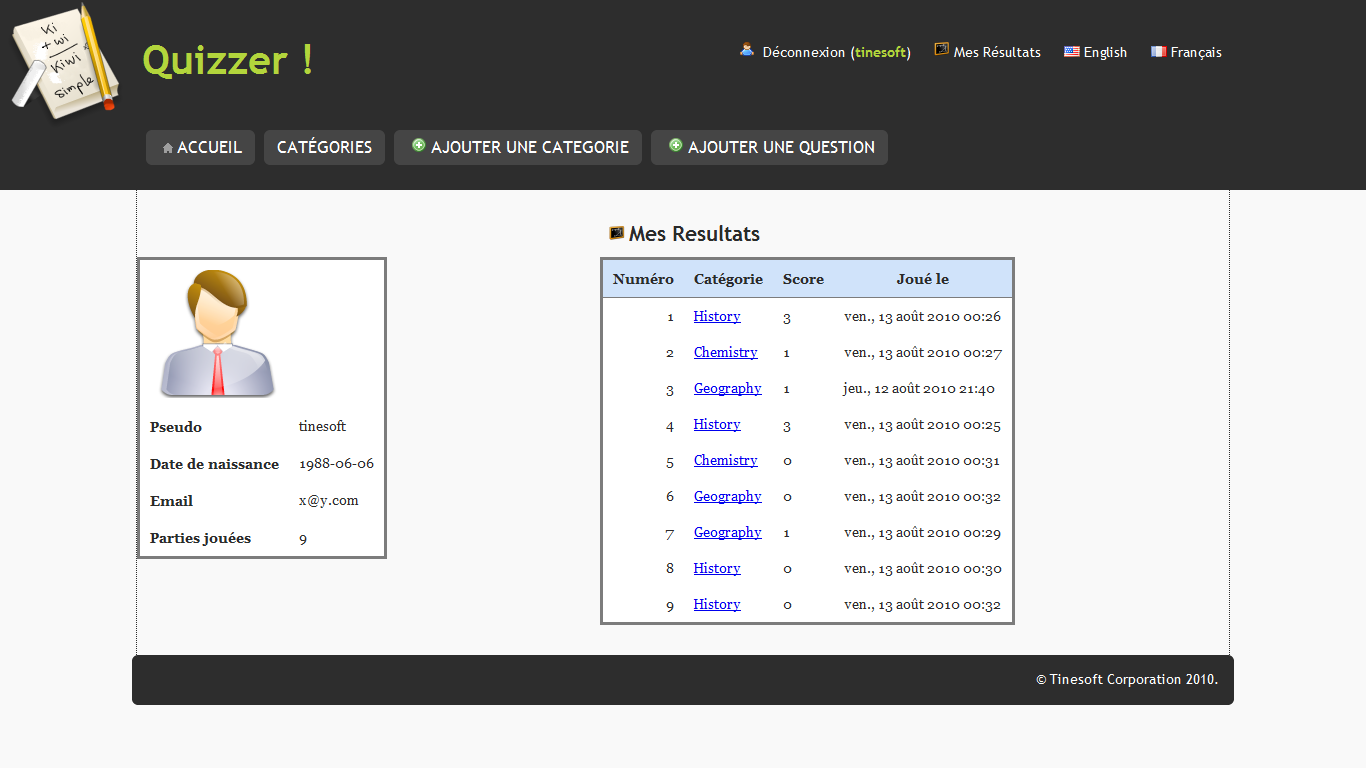 Ki
+ wi
Kiwi
simple
Quizzer !
Déconnexion (tinesoft) Mes Résultats English Français
ACCUEIL CATÉGORIES AJOUTER UNE CATEGORIE AJOUTER UNE QUESTION
Mes Resultats
Pseudo tinesoft
Date de naissance 1988-06-06
Email x@y.com
Parties jouées 9
Numéro Catégorie Score Joué le
1 History 3 ven., 13 août 2010 00:26
2 Chemistry 1 ven., 13 août 2010 00:27
3 Geography 1 jeu., 12 août 2010 21:40
4 History 3 ven., 13 août 2010 00:25
5 Chemistry 0 ven., 13 août 2010 00:31
6 Geography 0 ven., 13 août 2010 00:32
7 Geography 1 ven., 13 août 2010 00:29
8 History 0 ven., 13 août 2010 00:30
9 History 0 ven., 13 août 2010 00:32
© Tinesoft Corporation 2010.